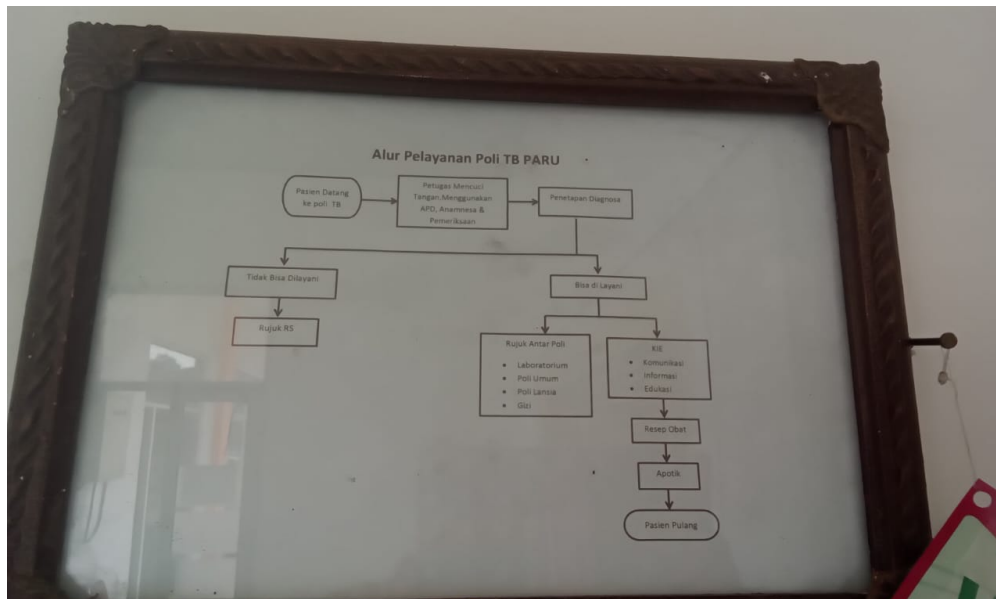 Alur Pelayanan Poli TB PARU
Pasien Datang
ke poli TB
Petugas Mencuci
Tangan,Menggunakan
APD, Anamnesa &
Pemeriksaan
Penetapan Diagnosa
Tidak Bisa Dilayani
Rujuk RS
Bisa di Layani
Rujuk Antar Poli
• Laboratorium
• Poli Umum
• Poli Lansia
• Gizi
KIE
• Komunikasi
• Informasi
• Edukasi
Resep Obat
Apotik
Pasien Pulang